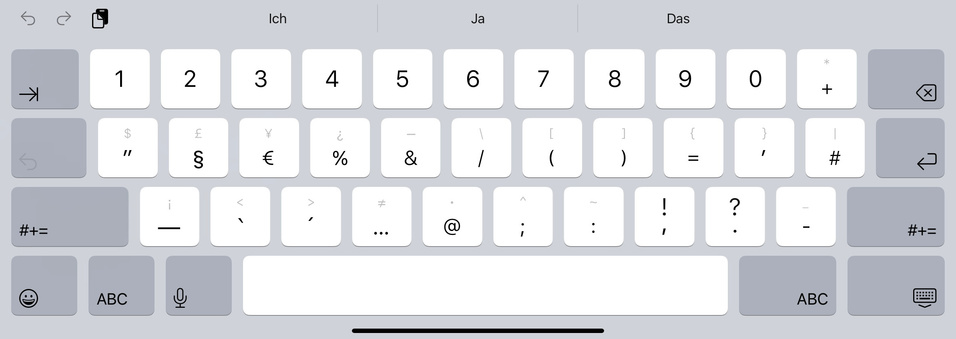 Ich Ja Das
1 2 3 4 5 6 7 8 9 0 * +
$ " £ § ¥ € ¿ % — & \ / [ ( ] ) { = } ' | #
#+= ¡ — < ` > ´ ≠ … · @ ^ ; ~ : ! , ? . _ - #+=
ABC ABC